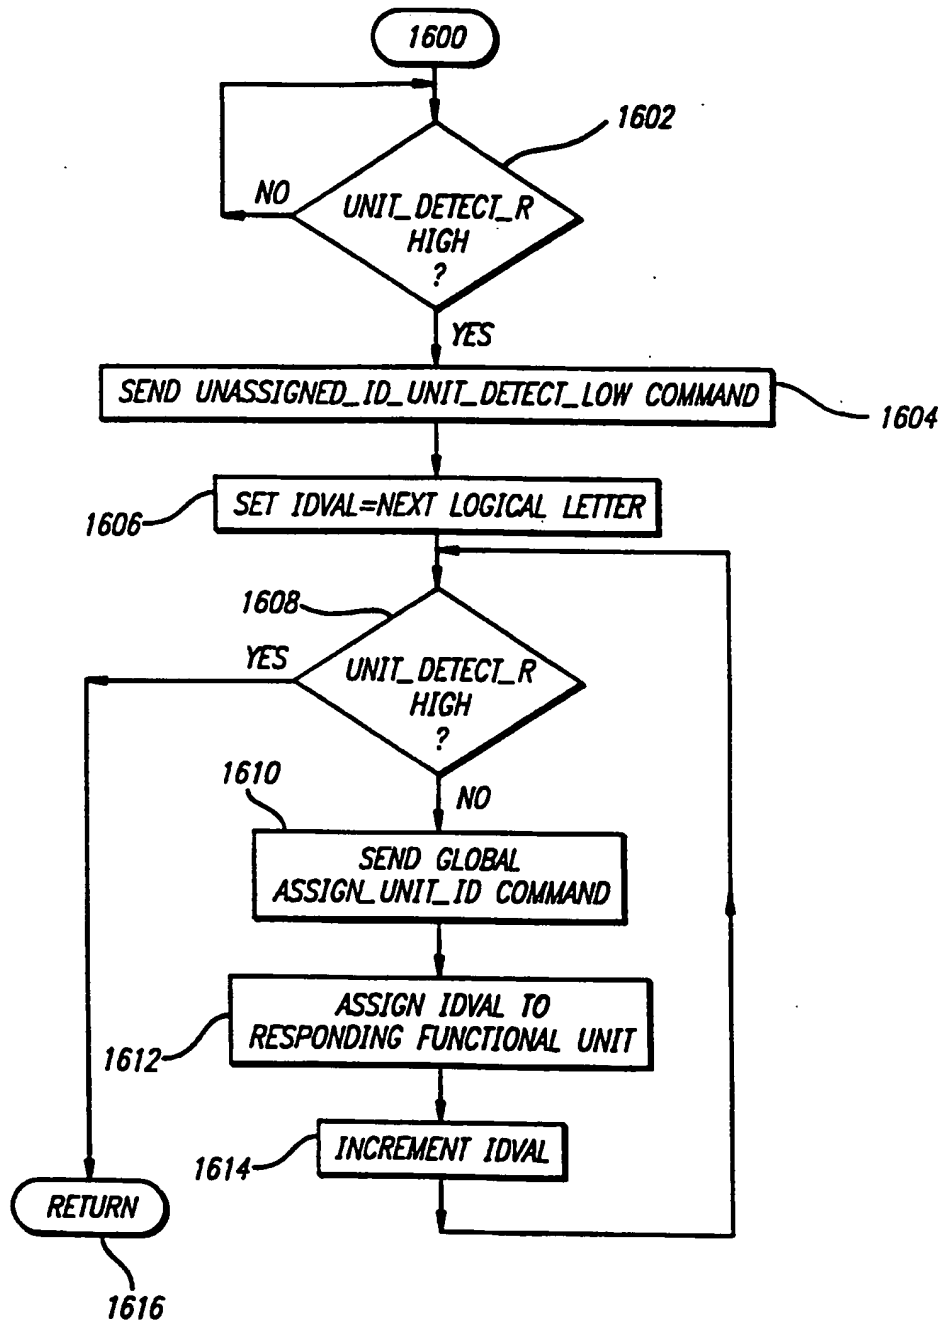 1600
1602
NO
UNIT_DETECT_R
HIGH
?
YES
SEND UNASSIGNED_ID_UNIT_DETECT_LOW COMMAND
1604
SET IDVAL=NEXT LOGICAL LETTER
1606
1608
YES
UNIT_DETECT_R
HIGH
?
1610
NO
SEND GLOBAL
ASSIGN_UNIT_ID COMMAND
ASSIGN IDVAL TO
RESPONDING FUNCTIONAL UNIT
1612
INCREMENT IDVAL
1614
RETURN
1616